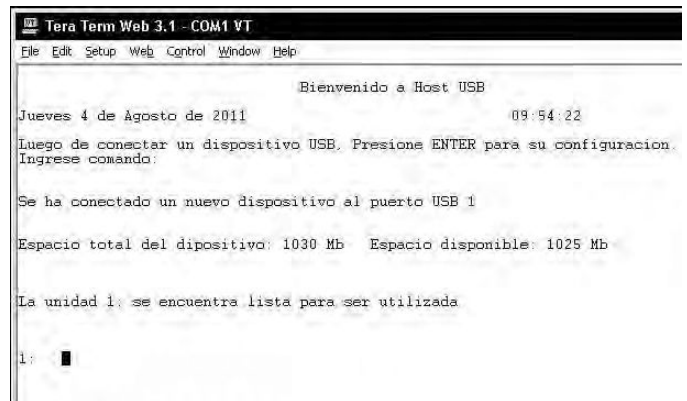 Tera Term Web 3.1 - COM1 VT
File Edit Setup Web Control Window Help
Bienvenido a Host USB
Jueves 4 de Agosto de 2011 09:54:22
Luego de conectar un dispositivo USB, Presione ENTER para su configuracion.
Ingrese comando:
Se ha conectado un nuevo dispositivo al puerto USB 1
Espacio total del dipositivo: 1030 Mb Espacio disponible: 1025 Mb
La unidad 1: se encuentra lista para ser utilizada
1: